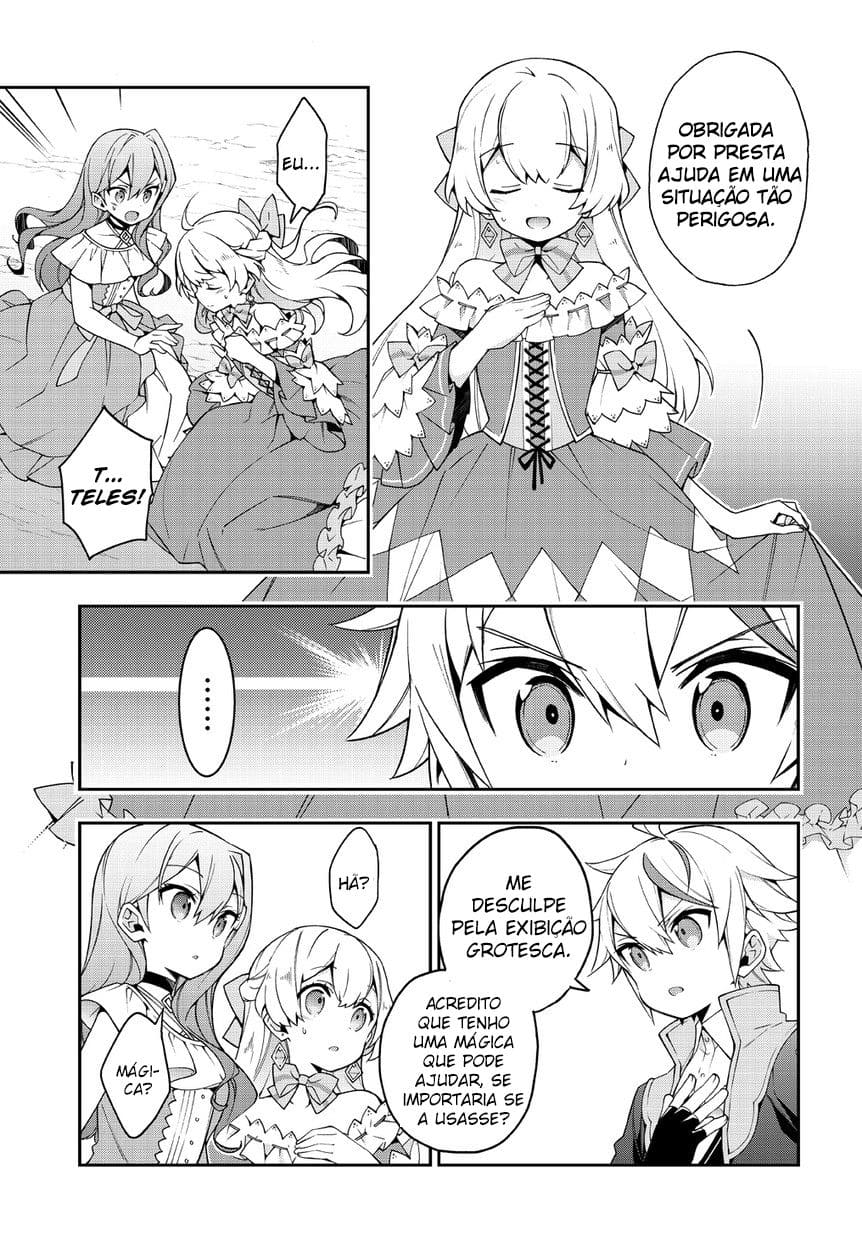 OBRIGADA
POR PRESTA
AJUDA EM UMA
SITUAÇÃO TÃO
PERIGOSA.
EU...
T...
TELES!
......
ME
DESCULPE
PELA EXIBIÇÃO
GROTESCA.
ACREDITO
QUE TENHO
UMA MÁGICA
QUE PODE
AJUDAR, SE
IMPORTARIA SE
A USASSE?
HÃ?
MÁGI-
CA?